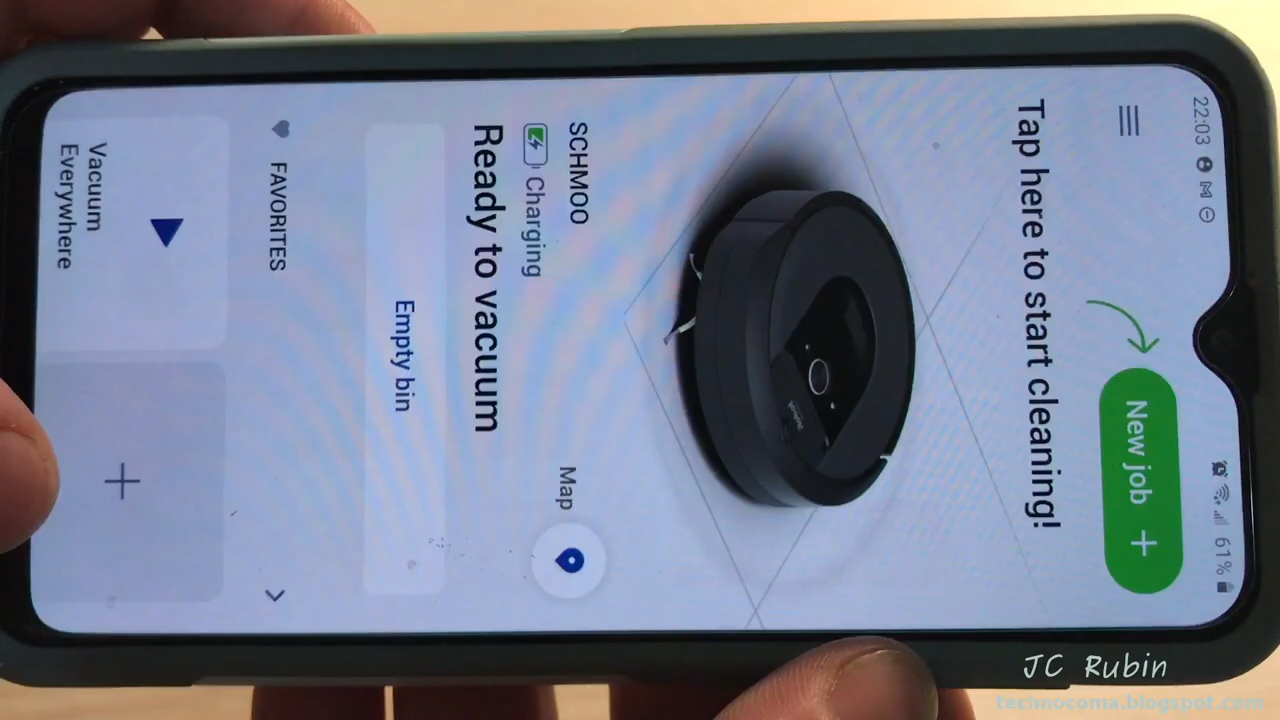 22:03
61%
New job +
Tap here to start cleaning!
SCHMOO
Map
Charging
Ready to vacuum
Empty bin
FAVORITES
Vacuum
Everywhere
JC Rubin
technocoma.blogspot.com